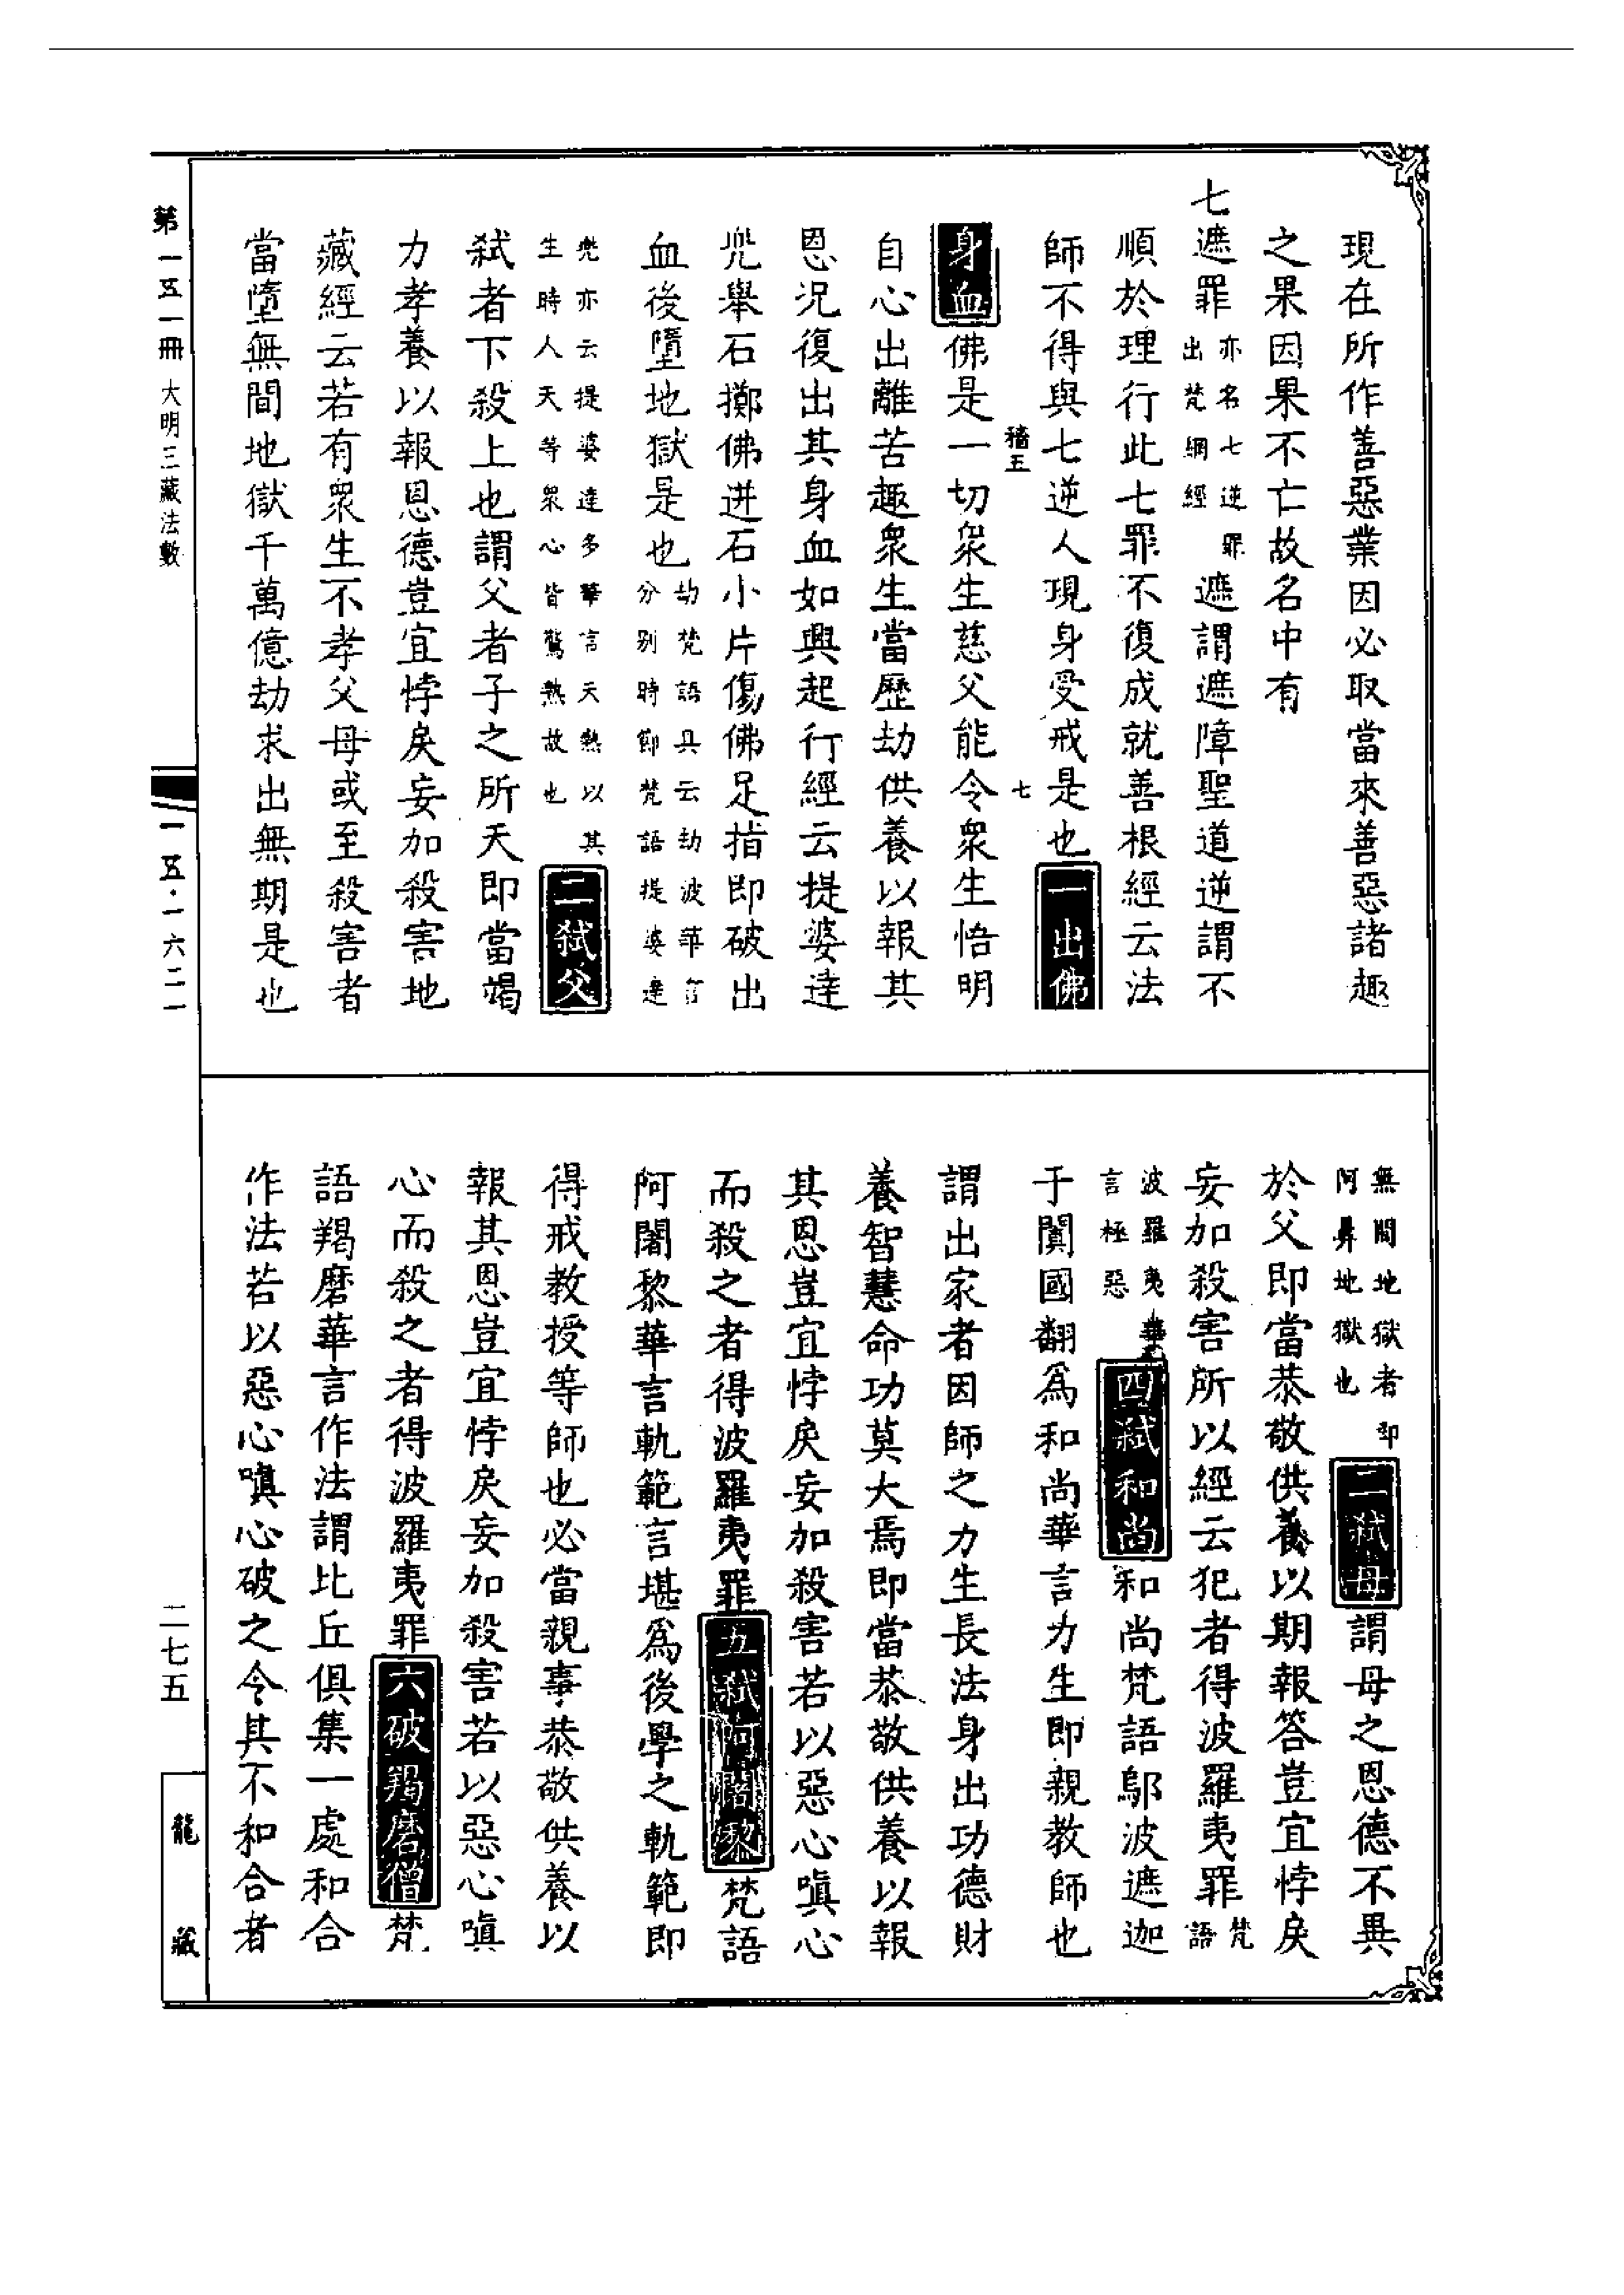 現在所作善惡業因必取當來善惡諸趣
之果因果不亡故名中有
七遮罪亦名七逆罪出梵網經遮謂遮障聖道逆謂不
順於理行此七罪不復成就善根經云法
師不得與七逆人現身受戒是也一出佛
七
身血佛是一切衆生慈父能令衆生悟明
自心出離苦趣衆生當歷劫供養以報其
恩況復出其身血如興起行經云提婆達
兜舉石擲佛迸石小片傷佛足指即破出
血後墮地獄是也劫梵語具云劫波華言分別時節梵語提婆達
兜亦云提婆達多華言天熱以其生時人天等衆心皆驚熱故也二弒父
弒者下殺上也謂父者子之所天即當竭
力孝養以報恩德豈宜悖戾妄加殺害地
藏經云若有衆生不孝父母或至殺害者
當墮無間地獄千萬億劫求出無期是也
無間地獄者即阿鼻地獄也三弒母謂母之恩德不異
於父即當恭敬供養以期報答豈宜悖戾
妄加殺害所以經云犯者得波羅夷罪梵語
波羅夷華言極惡四弒和尚和尚梵語鄔波遮迦
于闐國翻爲和尚華言力生即親教師也
謂出家者因師之力生長法身出功德財
養智慧命功莫大焉即當恭敬供養以報
其恩豈宜悖戾妄加殺害若以惡心嗔心
而殺之者得波羅夷罪五弒阿闍黎梵語
阿闍黎華言軌範言堪爲後學之軌範即
得戒教授等師也必當親事恭敬供養以
報其恩豈宜悖戾妄加殺害若以惡心嗔
心而殺之者得波羅夷罪六破羯磨僧梵
語羯磨華言作法謂比丘俱集一處和合
作法若以惡心嗔心破之令其不和合者
第一五一冊 大明三藏法數
一五·一六二一
二七五
龍藏